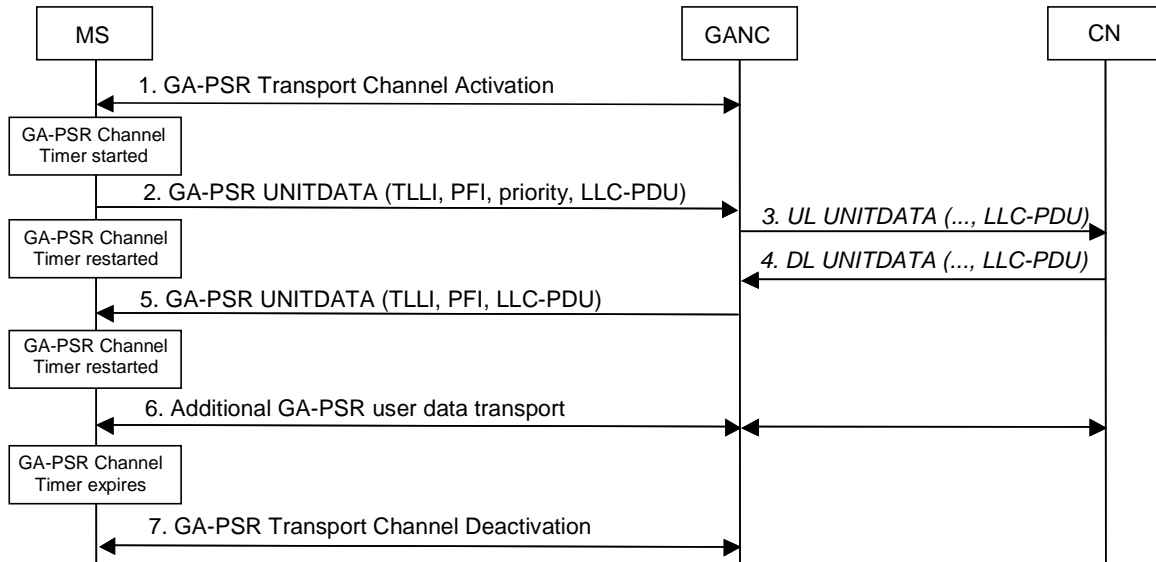 MS
GANC
CN
1. GA-PSR Transport Channel Activation
GA-PSR Channel
Timer started
2. GA-PSR UNITDATA (TLLI, PFI, priority, LLC-PDU)
3. UL UNITDATA (..., LLC-PDU)
GA-PSR Channel
Timer restarted
4. DL UNITDATA (..., LLC-PDU)
5. GA-PSR UNITDATA (TLLI, PFI, LLC-PDU)
GA-PSR Channel
Timer restarted
6. Additional GA-PSR user data transport
GA-PSR Channel
Timer expires
7. GA-PSR Transport Channel Deactivation